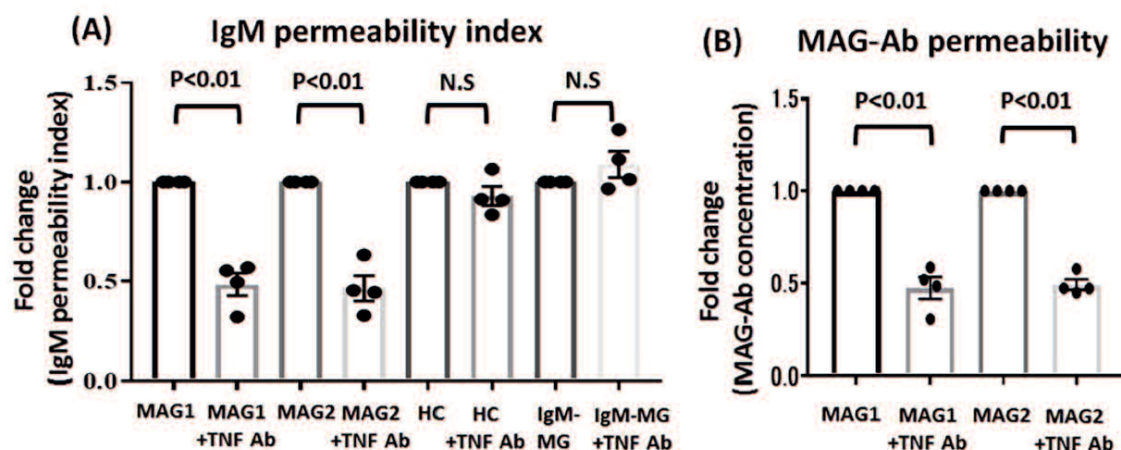 (A) IgM permeability index
Fold change
(IgM permeability index)
1.5
1.0
0.5
0.0
P<0.01
P<0.01
N.S
N.S
MAG1
MAG1
+TNF Ab
MAG2
MAG2
+TNF Ab
HC
HC
+TNF Ab
IgM-
MG
IgM-MG
+TNF Ab
(B) MAG-Ab permeability
Fold change
(MAG-Ab concentration)
1.5
1.0
0.5
0.0
P<0.01
P<0.01
MAG1
MAG1
+TNF Ab
MAG2
MAG2
+TNF Ab